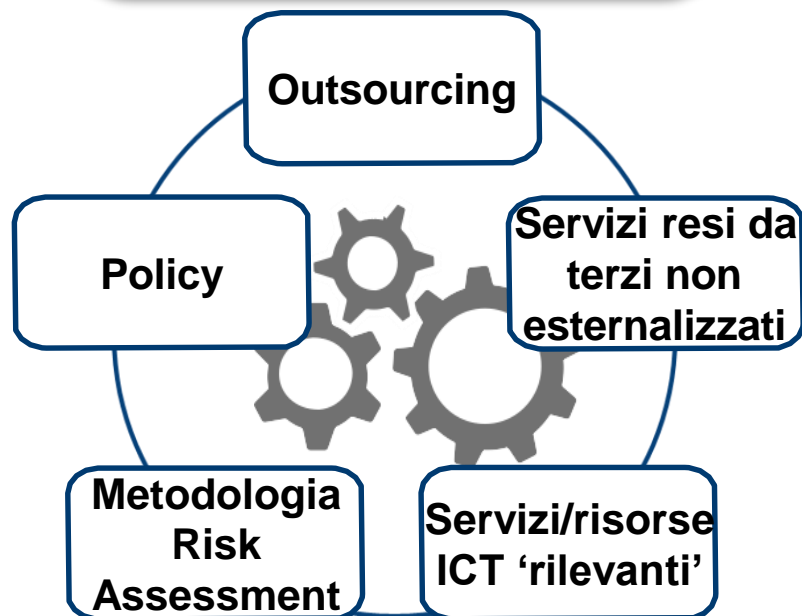 Outsourcing
Policy
Servizi resi da
terzi non
esternalizzati
Metodologia
Risk
Assessment
Servizi/risorse
ICT ‘rilevanti’